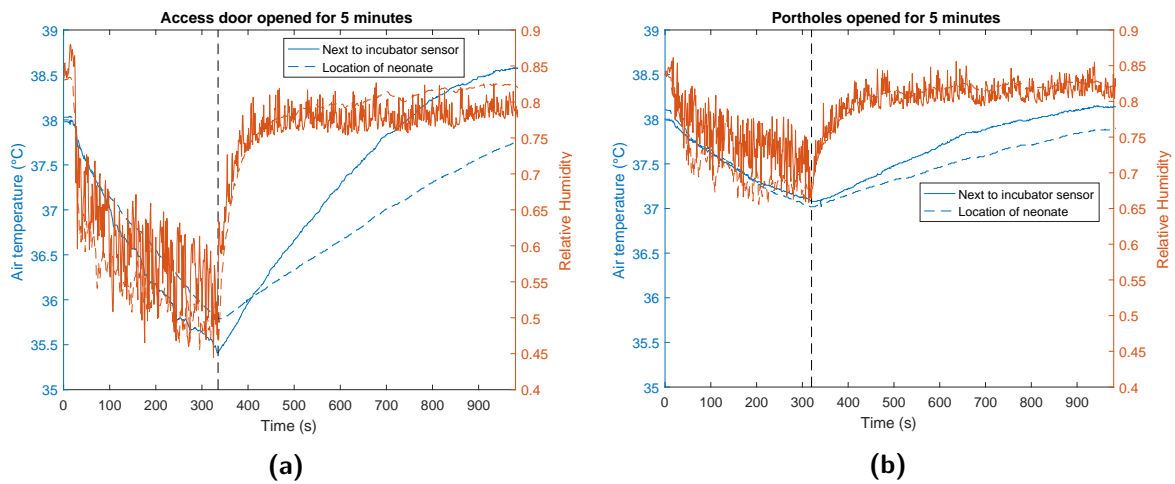 Access door opened for 5 minutes
39
38.5
38
37.5
37
36.5
36
35.5
35
Air temperature (°C)
0.9
0.85
0.8
0.75
0.7
0.65
0.6
0.55
0.5
0.45
0.4
Relative Humidity
Next to incubator sensor
Location of neonate
0 100 200 300 400 500 600 700 800 900
Time (s)
(a)
Portholes opened for 5 minutes
39
38.5
38
37.5
37
36.5
36
35.5
35
Air temperature (°C)
0.9
0.85
0.8
0.75
0.7
0.65
0.6
0.55
0.5
0.45
0.4
Relative Humidity
Next to incubator sensor
Location of neonate
0 100 200 300 400 500 600 700 800 900
Time (s)
(b)